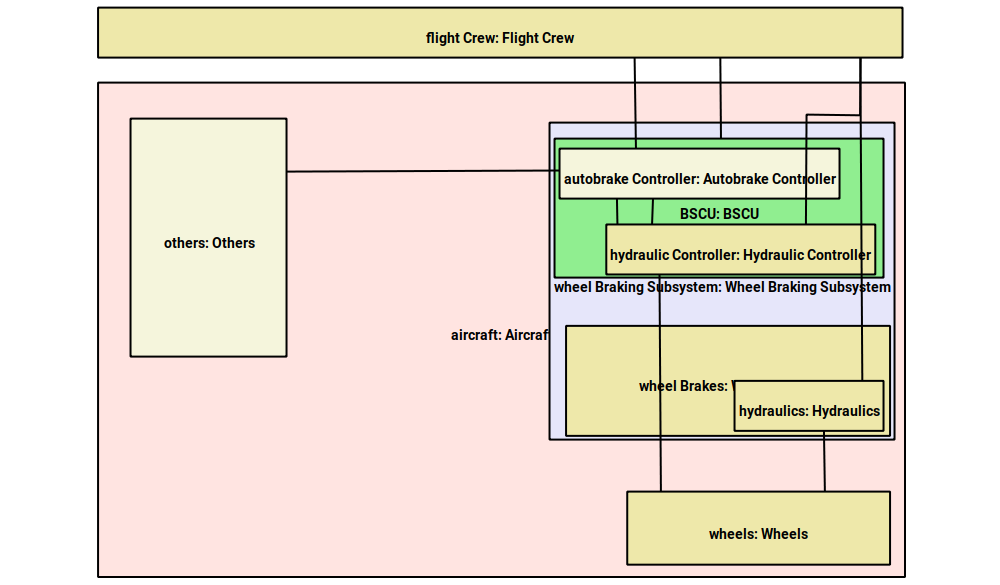 flight Crew: Flight Crew
autobrake Controller: Autobrake Controller
BSCU: BSCU
others: Others
hydraulic Controller: Hydraulic Controller
wheel Braking Subsystem: Wheel Braking Subsystem
aircraft: Aircraf
wheel Brakes:
hydraulics: Hydraulics
wheels: Wheels